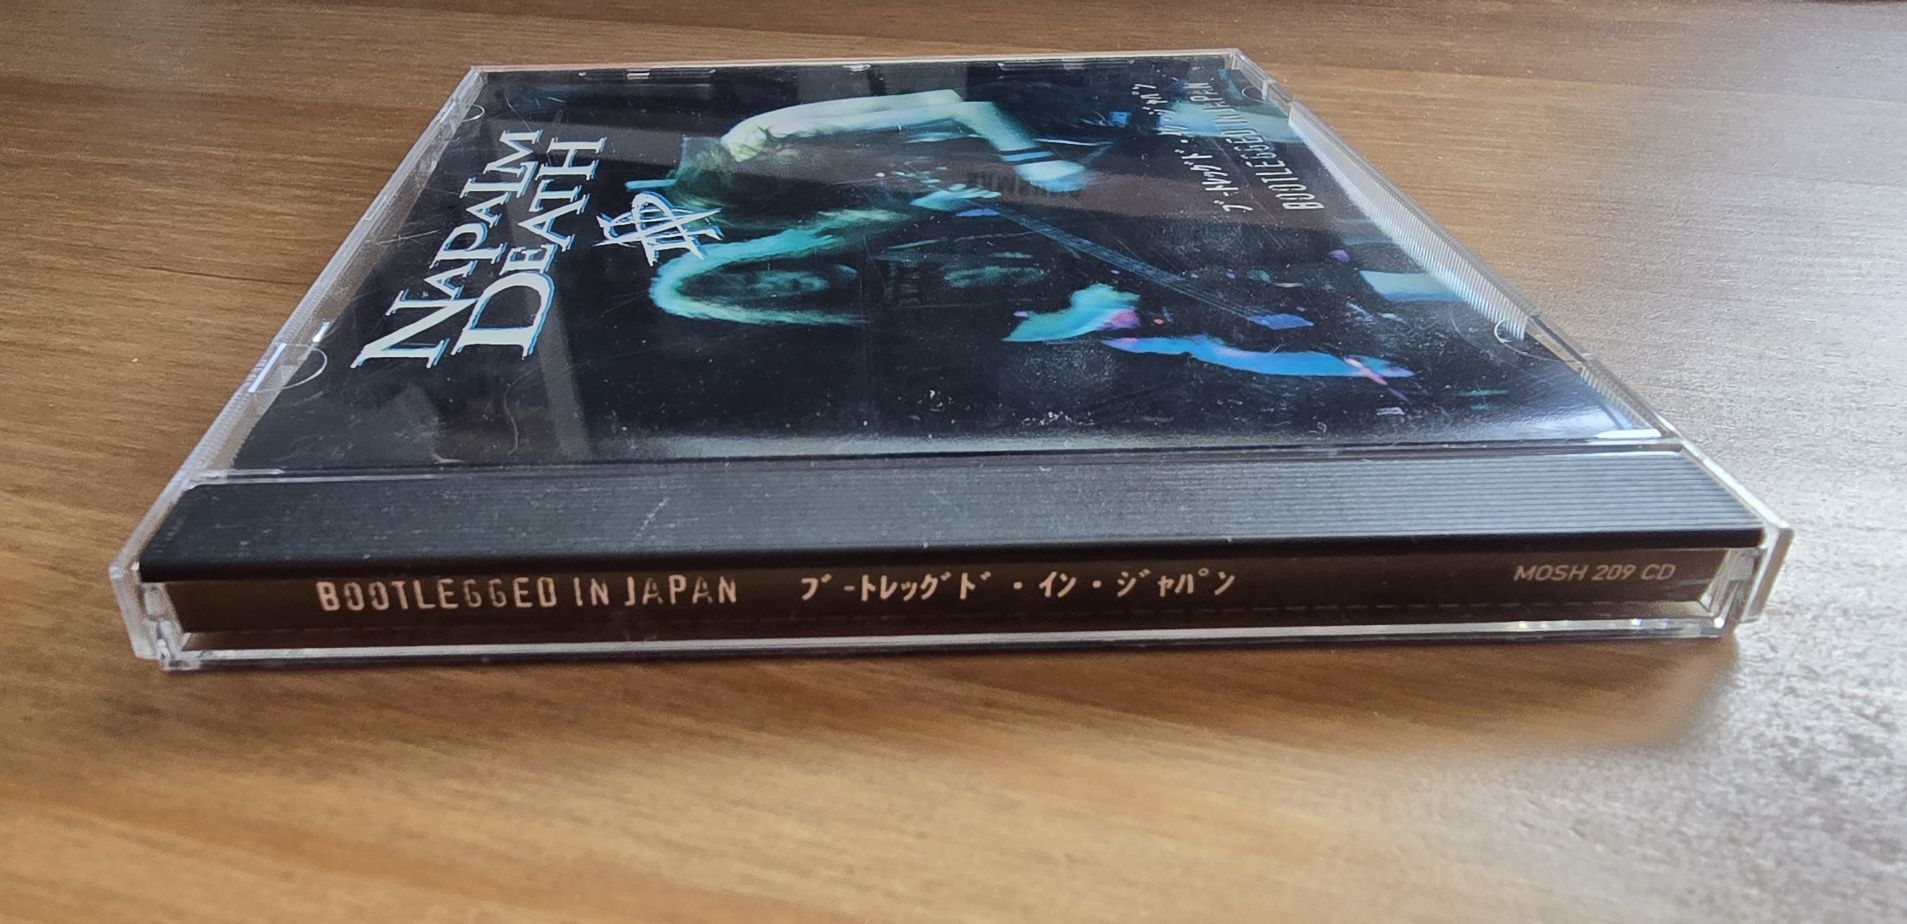 NAPALM
DEATH
ブートレッグド・イン・ジャパン
BOOTLEGGED IN JAPAN
BOOTLEGGED IN JAPAN ブートレッグド・イン・ジャパン MOSH 209 CD